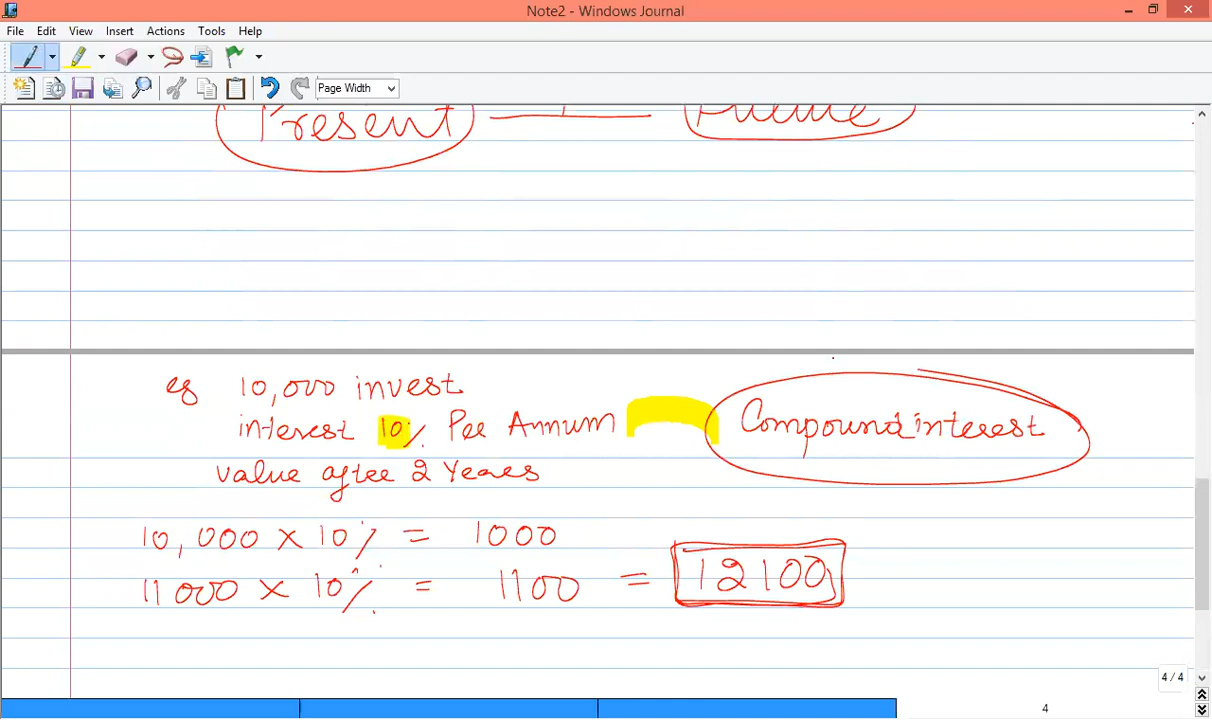 Note2 - Windows Journal
File Edit View Insert Actions Tools Help
Page Width
Present Future
eg 10,000 invest
interest 10% Per Annum Compound interest
value after 2 Years
10,000 × 10% = 1000
11000 × 10% = 1100 = 12100
4 / 4
4